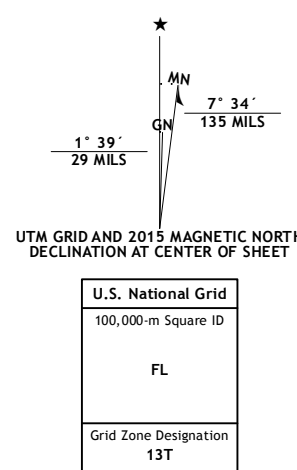 ★
MN
7° 34´
135 MILS
GN
1° 39´
29 MILS
UTM GRID AND 2015 MAGNETIC NORTH
DECLINATION AT CENTER OF SHEET
U.S. National Grid
100,000-m Square ID
FL
Grid Zone Designation
13T